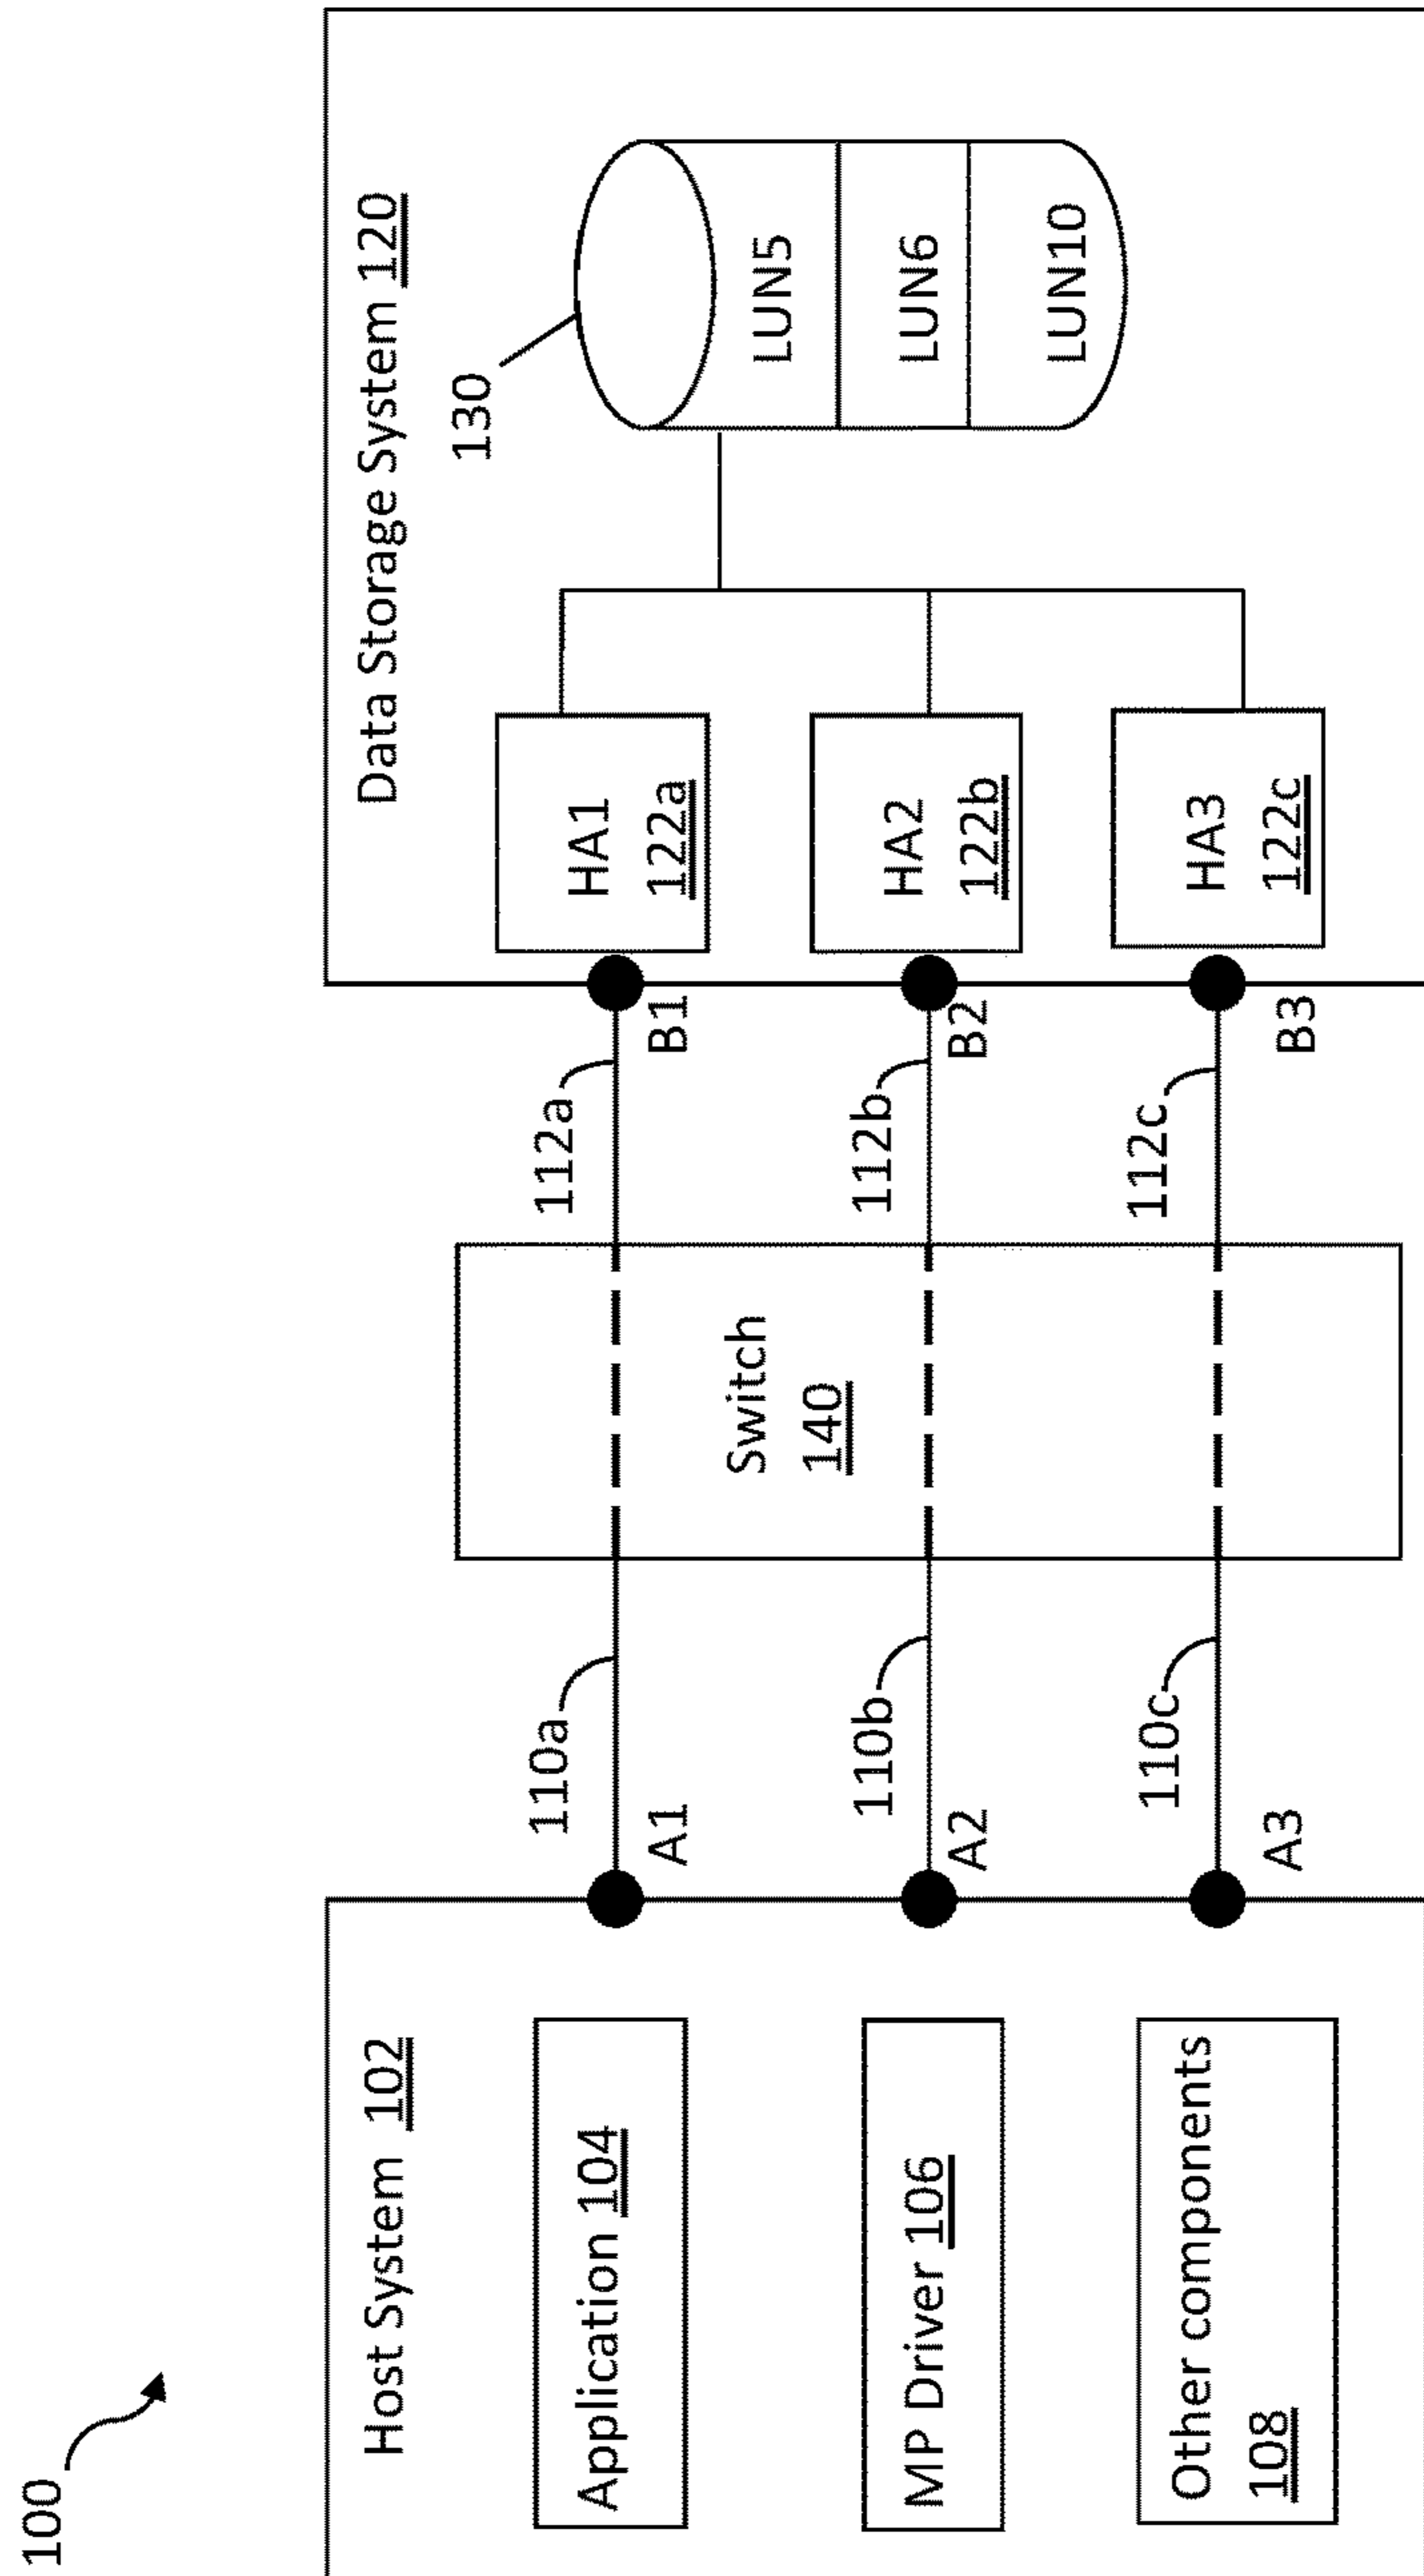 100
Host System 102
Application 104
MP Driver 106
Other components
108
A1
A2
A3
110a
110b
110c
Switch
140
112a
112b
112c
B1
B2
B3
Data Storage System 120
HA1
122a
HA2
122b
HA3
122c
130
LUN5
LUN6
LUN10